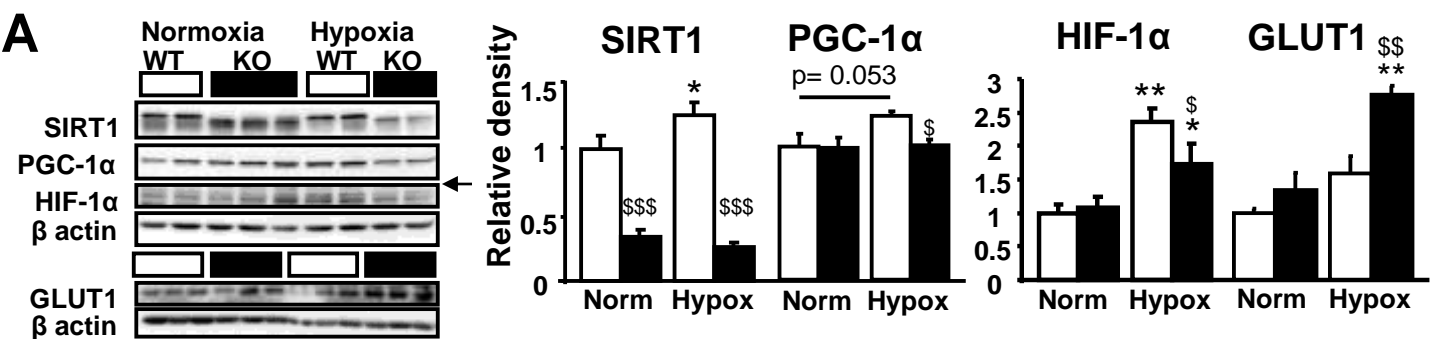 A
Normoxia Hypoxia
WT KO WT KO
SIRT1
PGC-1α
HIF-1α
β actin
GLUT1
β actin
Relative density
SIRT1 PGC-1α
p= 0.053
1.5
1
0.5
0
*
$$$ $$$
$
Norm Hypox Norm Hypox
HIF-1α GLUT1
3
2.5
2
1.5
1
0.5
0
**
$
*
$$
**
Norm Hypox Norm Hypox